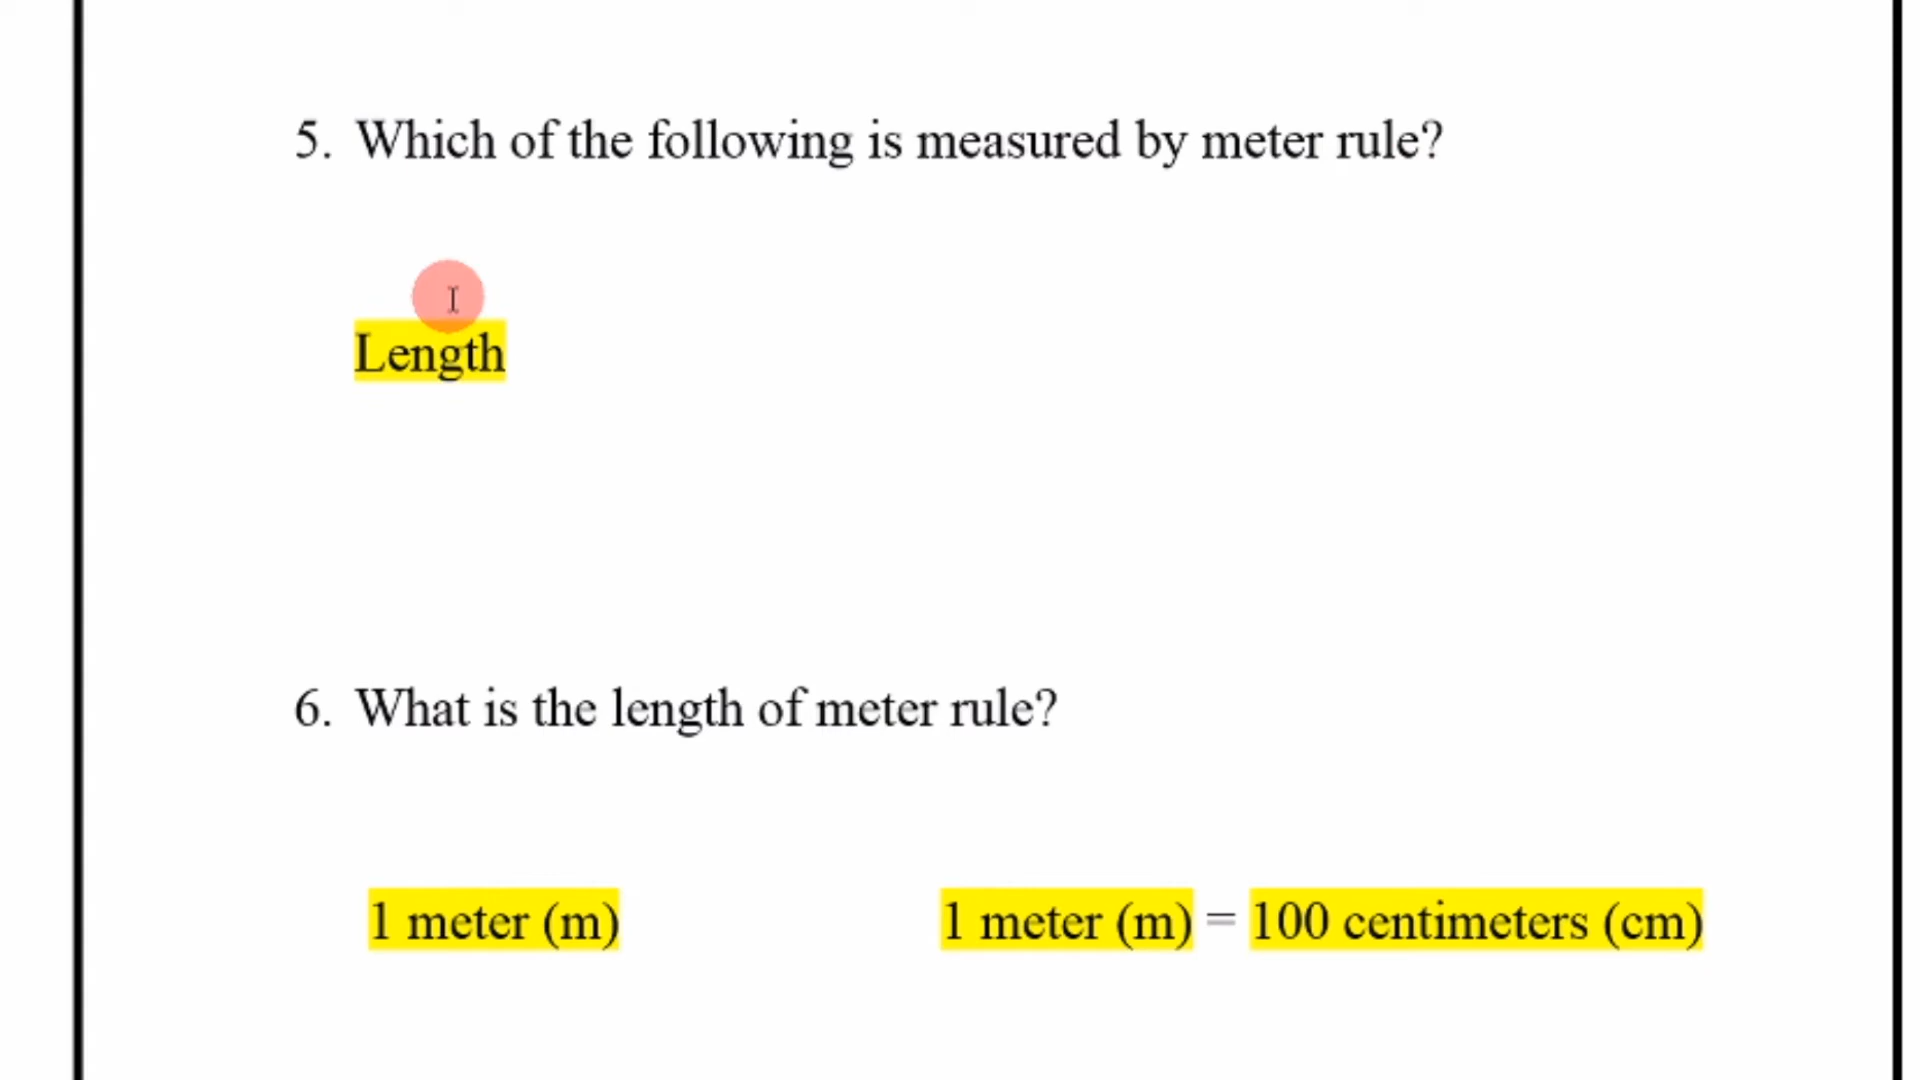 5. Which of the following is measured by meter rule?
Length
6. What is the length of meter rule?
1 meter (m)
1 meter (m) = 100 centimeters (cm)